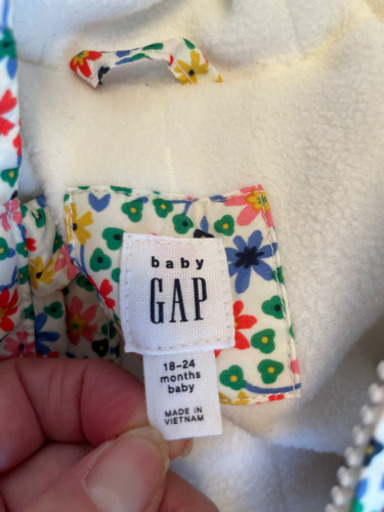 baby
GAP
18-24
months
baby
MADE IN
VIETNAM